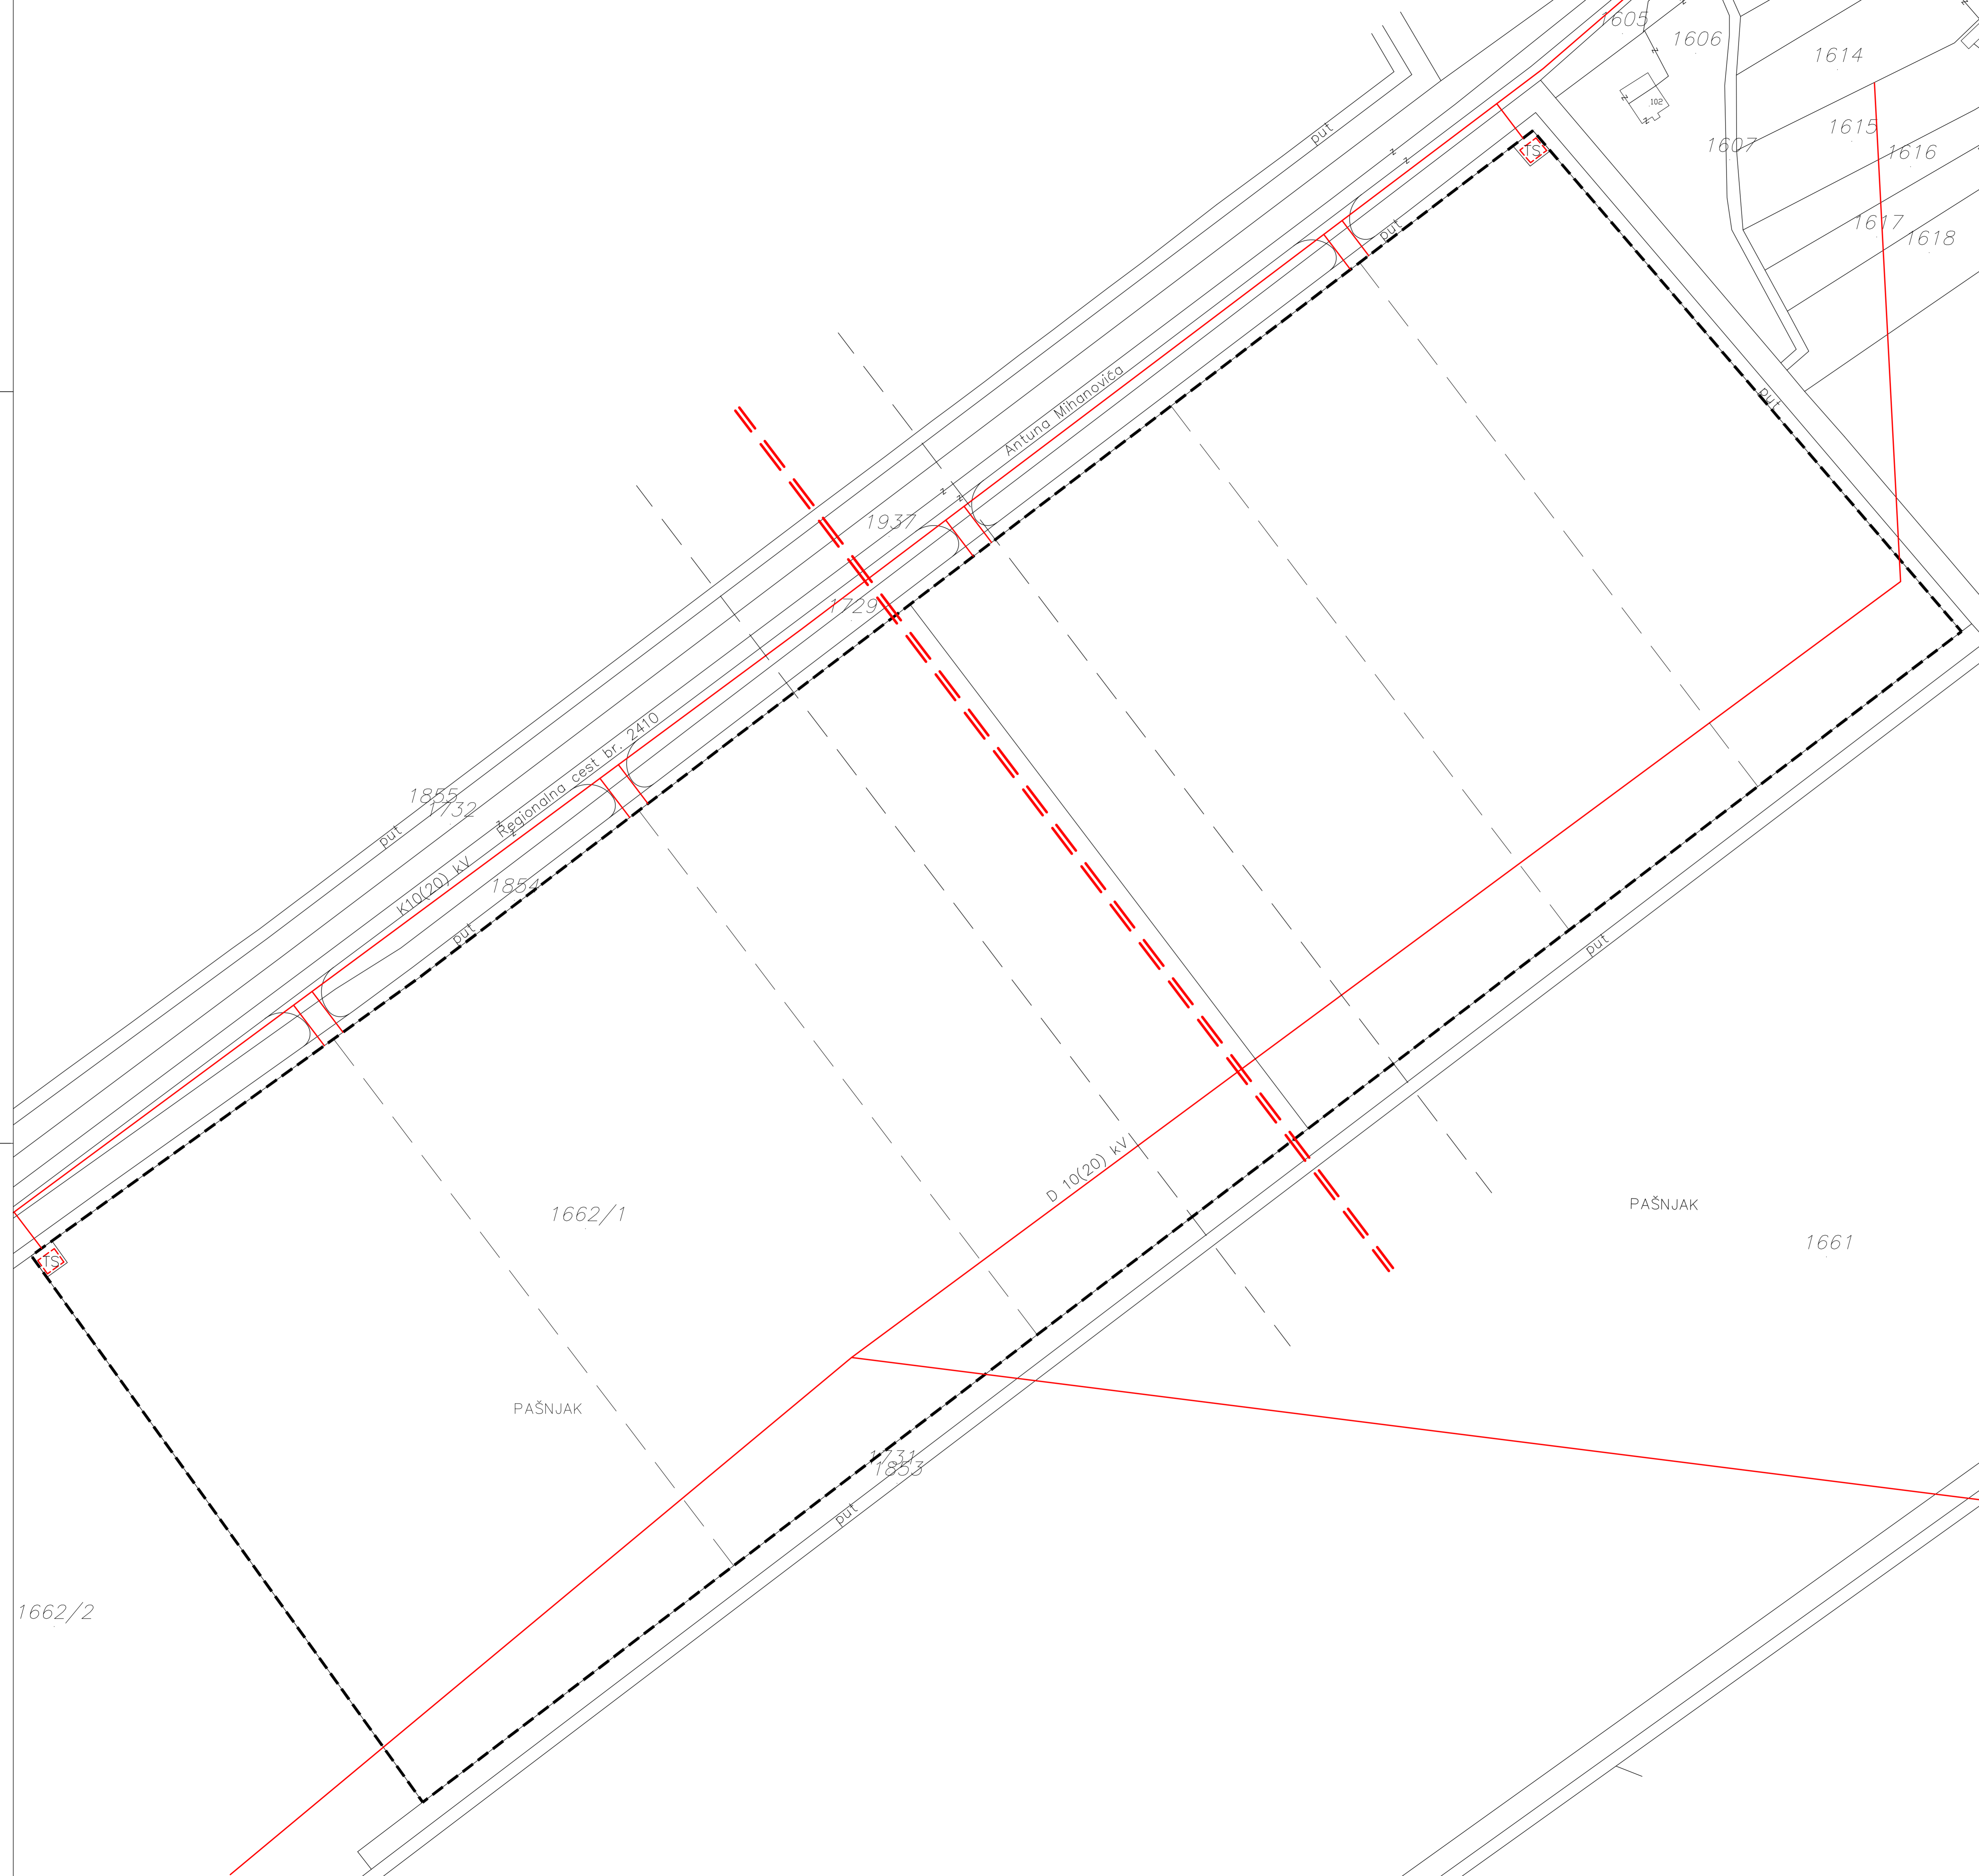 1605
1606
1614
102
put
1615
1607
TS
1616
1617
put
1618
Antuna Mihanovića
put
1937
1729
Regionalna cest br. 2410
1855
1732
put
K10(20) kV
1854
put
put
D 10(20) kV
PAŠNJAK
1662/1
1661
TS
PAŠNJAK
1731
1853
put
1662/2